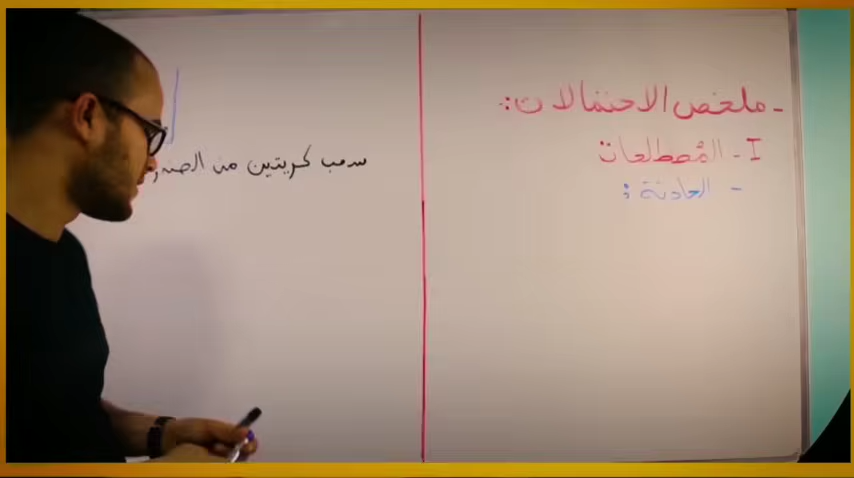 - ملخص الاحتمالات:
I - المصطلحات
- الحادثة:
سحب كريتين من